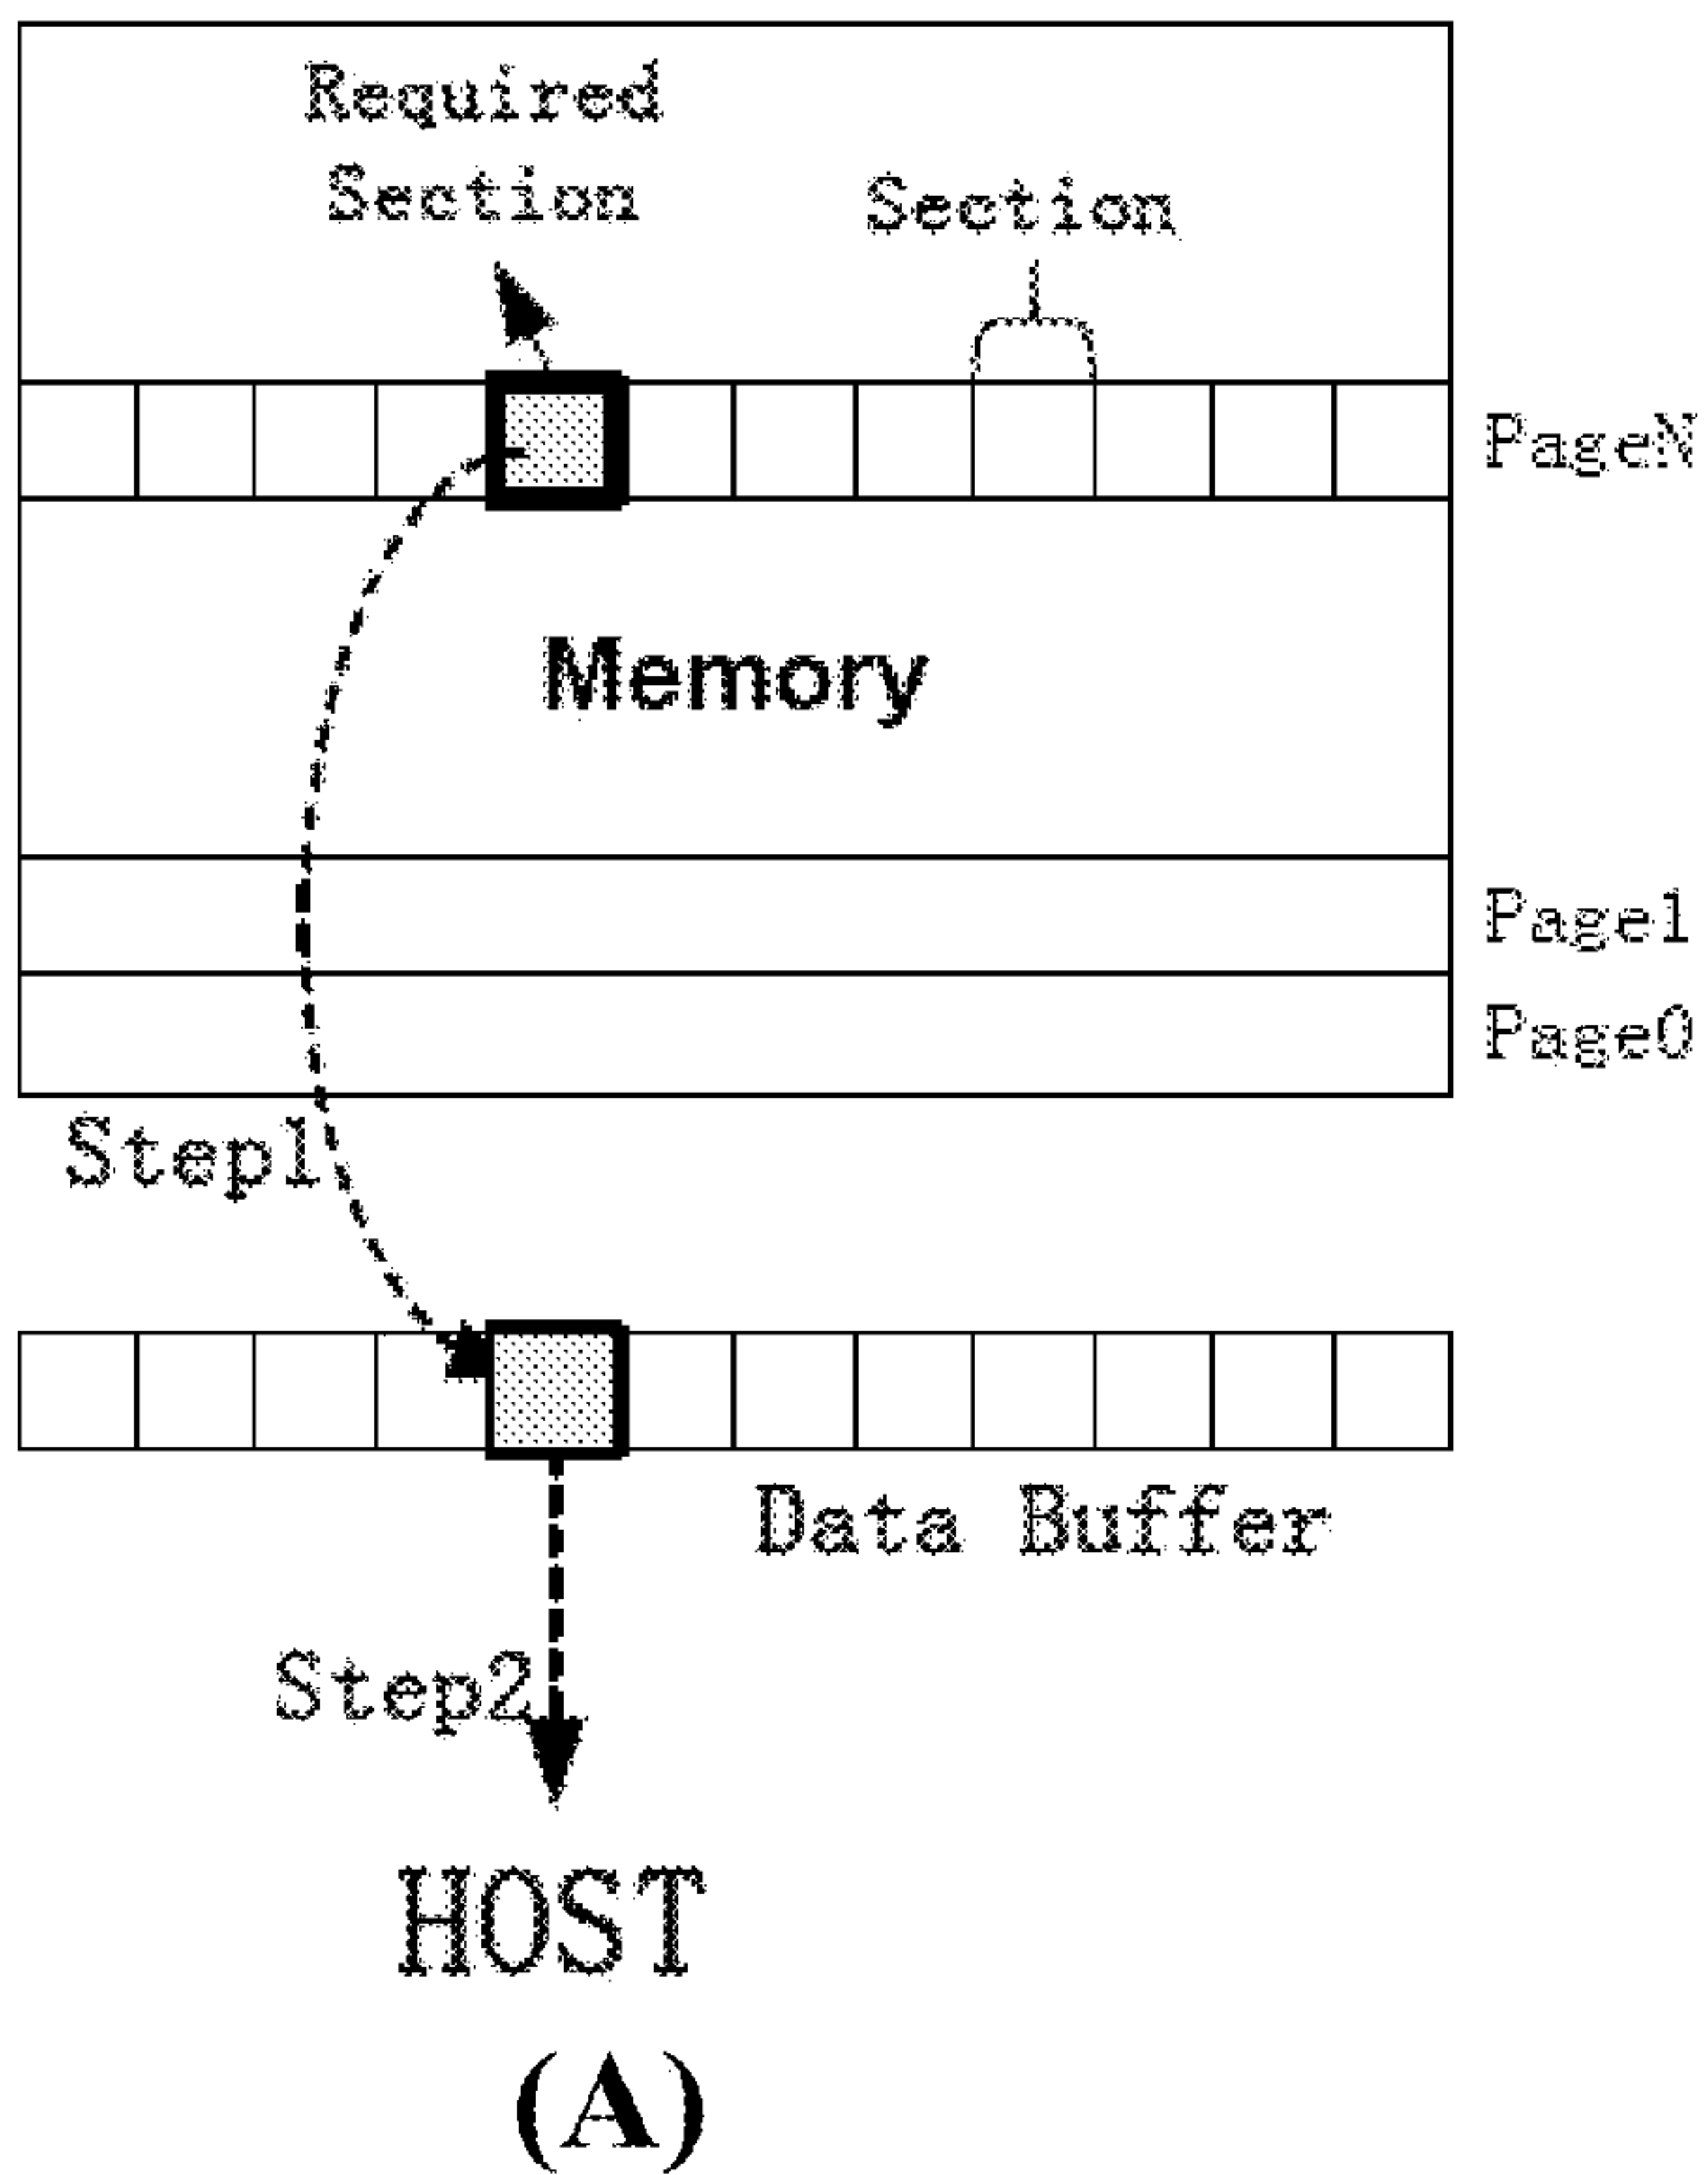 Required
Section
Section
PageN
Memory
Page1
Page0
Step1
Data Buffer
Step2
HOST
(A)